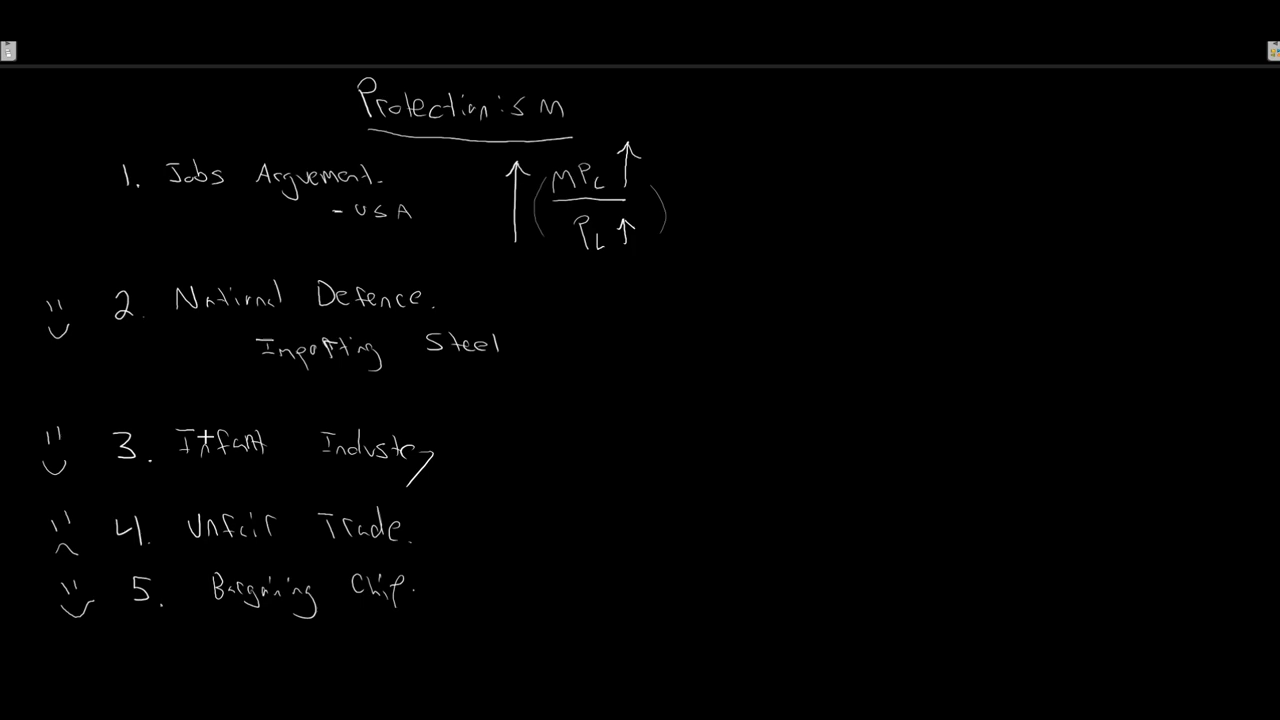 Protectionism
1. Jobs Arguement.
- USA
↑ ( MPL ↑ / PL ↑ )
2. National Defence.
Importing Steel
3. Infant Industry
4. Unfair Trade.
5. Bargaining Chip.